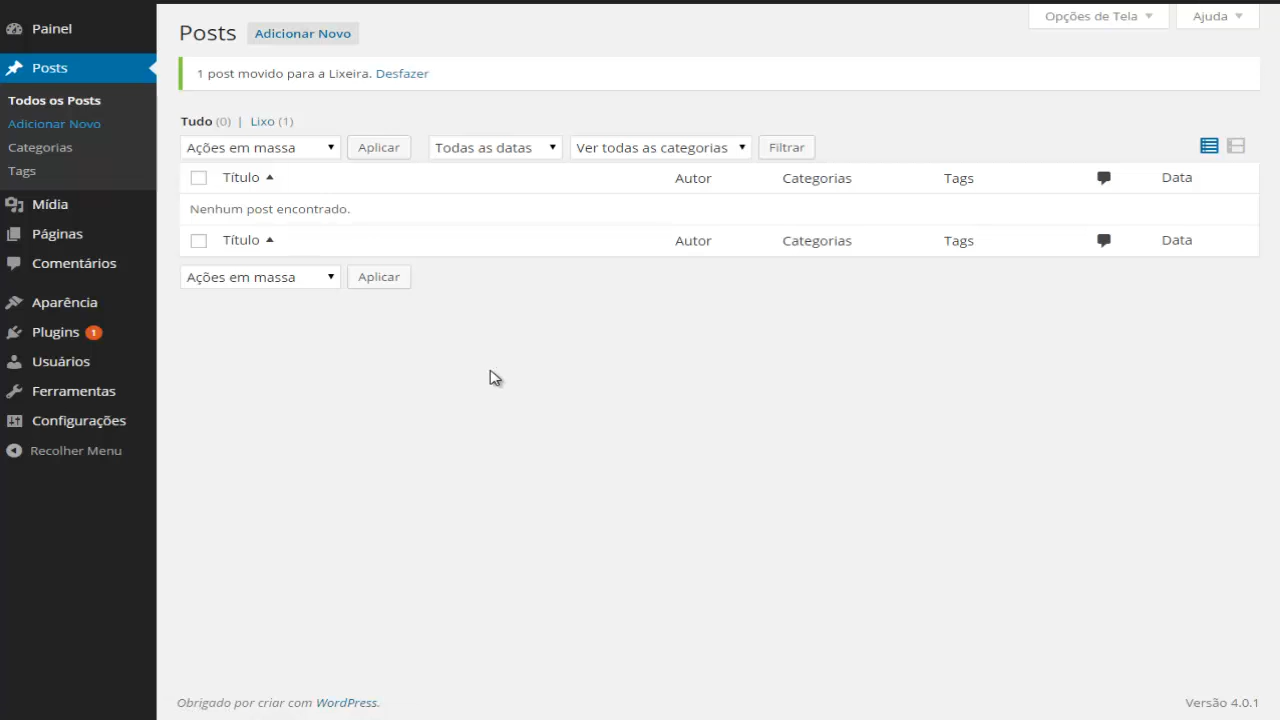 Painel
Posts
Todos os Posts
Adicionar Novo
Categorias
Tags
Mídia
Páginas
Comentários
Aparência
Plugins 1
Usuários
Ferramentas
Configurações
Recolher Menu
Opções de Tela Ajuda
Posts Adicionar Novo
1 post movido para a Lixeira. Desfazer
Tudo (0) | Lixo (1)
Ações em massa Aplicar Todas as datas Ver todas as categorias Filtrar
Título Autor Categorias Tags Data
Nenhum post encontrado.
Título Autor Categorias Tags Data
Ações em massa Aplicar
Obrigado por criar com WordPress. Versão 4.0.1